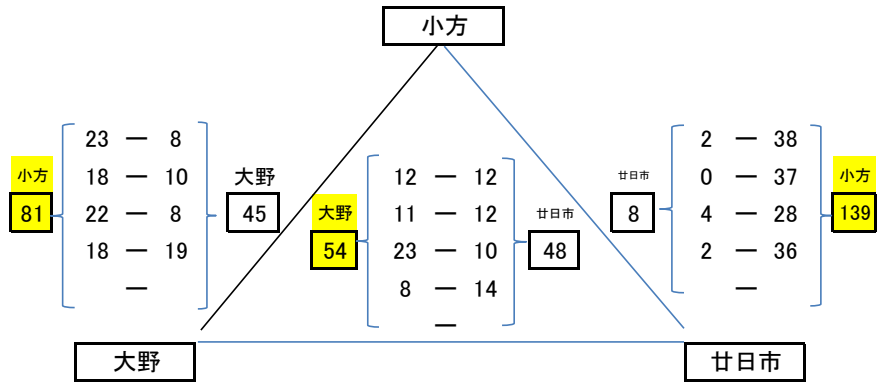 小方
23 ー 8
小方
18 ー 10
大野
81
22 ー 8
45
18 ー 19
ー
12 ー 12
大野
11 ー 12
廿日市
54
23 ー 10
48
8 ー 14
ー
2 ー 38
廿日市
0 ー 37
小方
8
4 ー 28
139
2 ー 36
ー
大野
廿日市